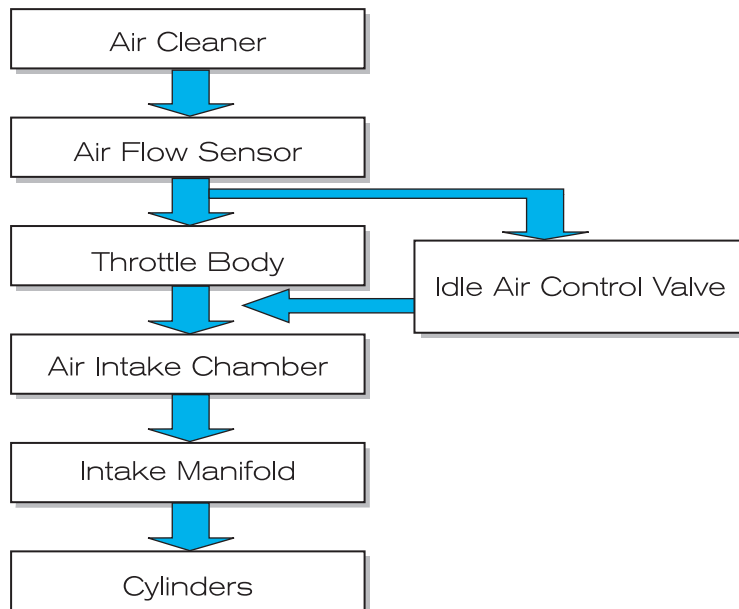 Air Cleaner
Air Flow Sensor
Throttle Body
Idle Air Control Valve
Air Intake Chamber
Intake Manifold
Cylinders